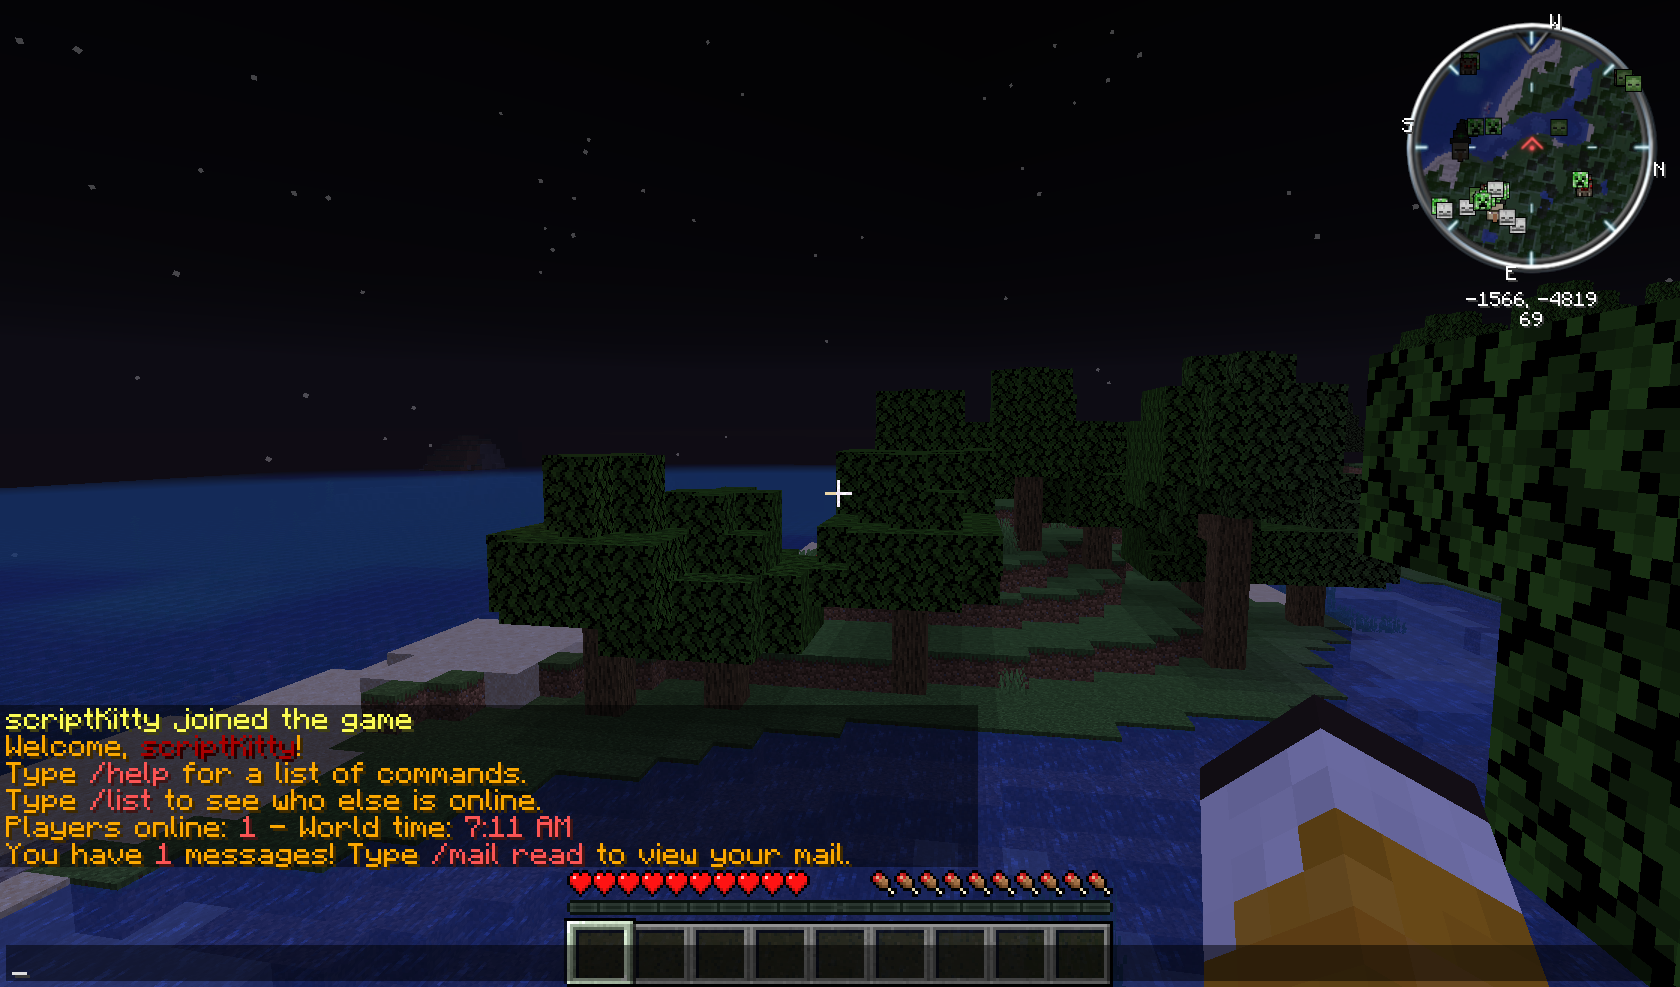 W
S
N
E
-1566, -4819
69
scriptKitty joined the game
Welcome, scriptKitty!
Type /help for a list of commands.
Type /list to see who else is online.
Players online: 1 - World time: 7:11 AM
You have 1 messages! Type /mail read to view your mail.
_